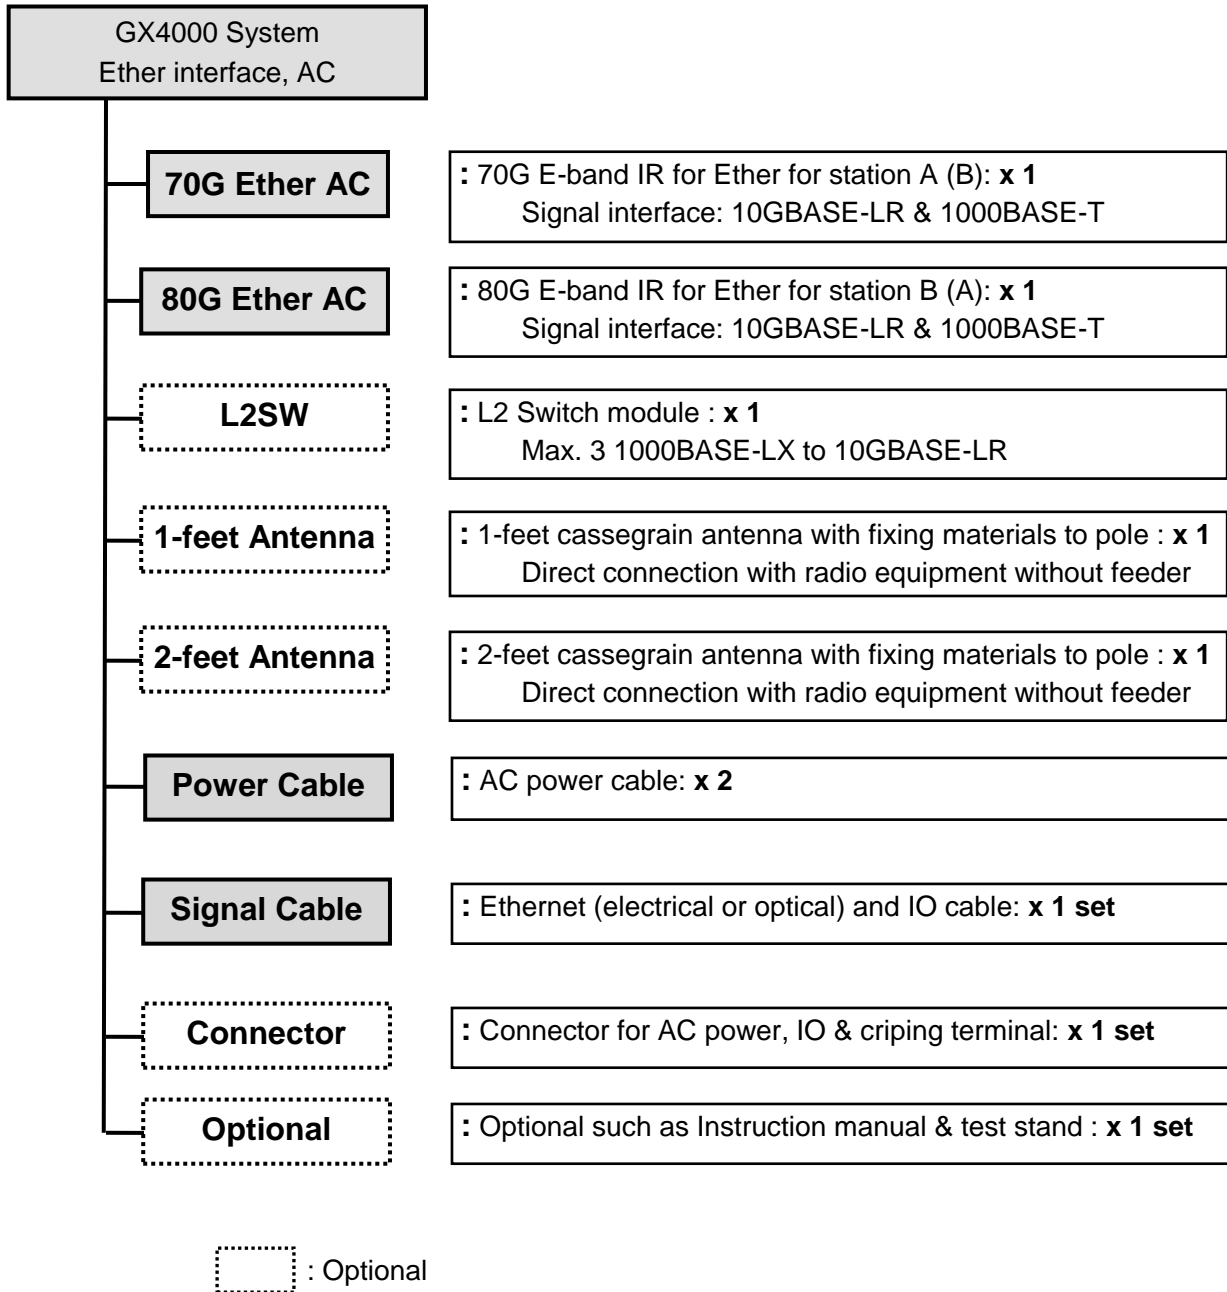 GX4000 System
Ether interface, AC
70G Ether AC
: 70G E-band IR for Ether for station A (B): x 1
Signal interface: 10GBASE-LR & 1000BASE-T
80G Ether AC
: 80G E-band IR for Ether for station B (A): x 1
Signal interface: 10GBASE-LR & 1000BASE-T
L2SW
: L2 Switch module : x 1
Max. 3 1000BASE-LX to 10GBASE-LR
1-feet Antenna
: 1-feet cassegrain antenna with fixing materials to pole : x 1
Direct connection with radio equipment without feeder
2-feet Antenna
: 2-feet cassegrain antenna with fixing materials to pole : x 1
Direct connection with radio equipment without feeder
Power Cable
: AC power cable: x 2
Signal Cable
: Ethernet (electrical or optical) and IO cable: x 1 set
Connector
: Connector for AC power, IO & criping terminal: x 1 set
Optional
: Optional such as Instruction manual & test stand : x 1 set
: Optional